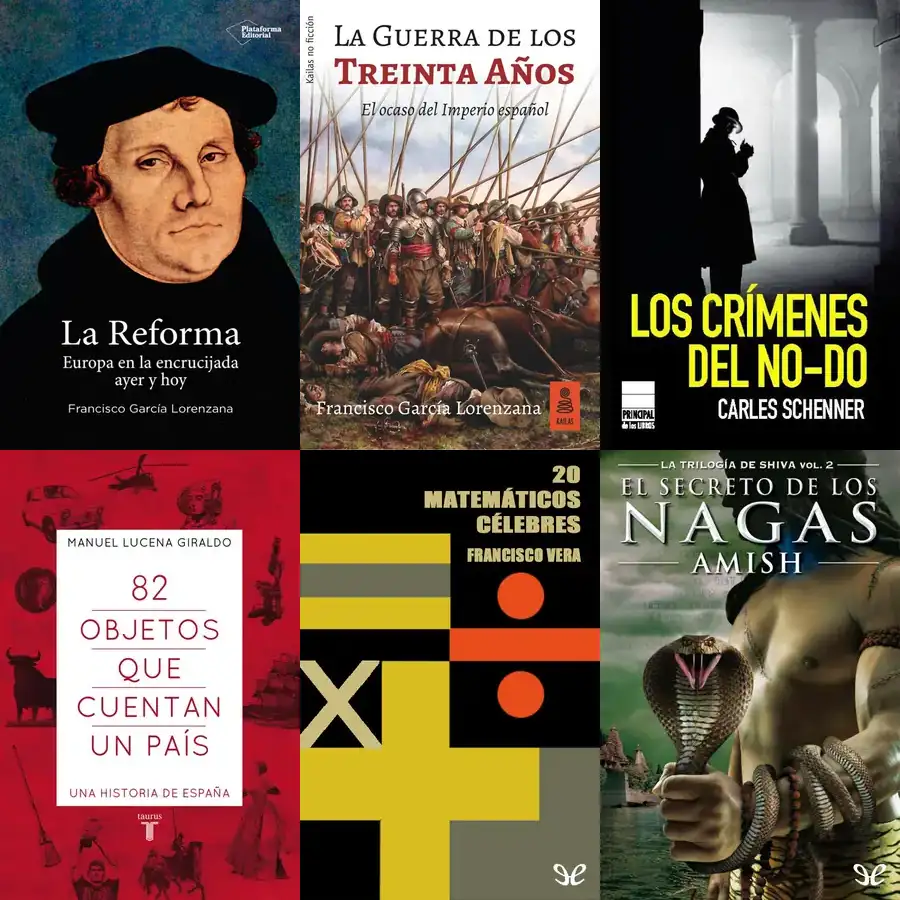 Plataforma
Editorial
La Reforma
Europa en la encrucijada
ayer y hoy
Francisco García Lorenzana
Kailas no ficción
La Guerra de los
Treinta Años
El ocaso del Imperio español
Francisco García Lorenzana
KAILAS
LOS CRÍMENES
DEL NO-DO
CARLES SCHENNER
PRINCIPAL
de los LIBROS
MANUEL LUCENA GIRALDO
82
OBJETOS
QUE
CUENTAN
UN PAÍS
UNA HISTORIA DE ESPAÑA
taurus
T
20
MATEMÁTICOS
CÉLEBRES
FRANCISCO VERA
LA TRILOGÍA DE SHIVA VOL. 2
EL SECRETO DE LOS
NAGAS
AMISH